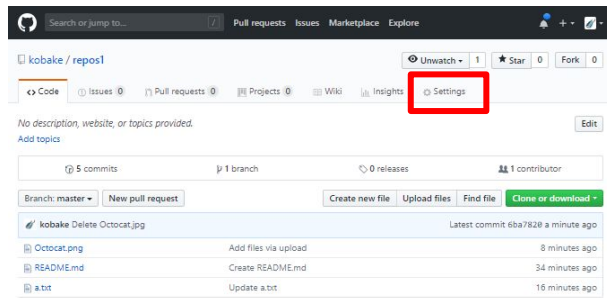 Search or jump to... / Pull requests Issues Marketplace Explore
kobake / repos1 Unwatch 1 Star 0 Fork 0
Code Issues 0 Pull requests 0 Projects 0 Wiki Insights Settings
No description, website, or topics provided. Edit
Add topics
5 commits 1 branch 0 releases 1 contributor
Branch: master New pull request Create new file Upload files Find file Clone or download
kobake Delete Octocat.jpg Latest commit 6ba7820 a minute ago
Octocat.png Add files via upload 8 minutes ago
README.md Create README.md 34 minutes ago
a.txt Update a.txt 16 minutes ago